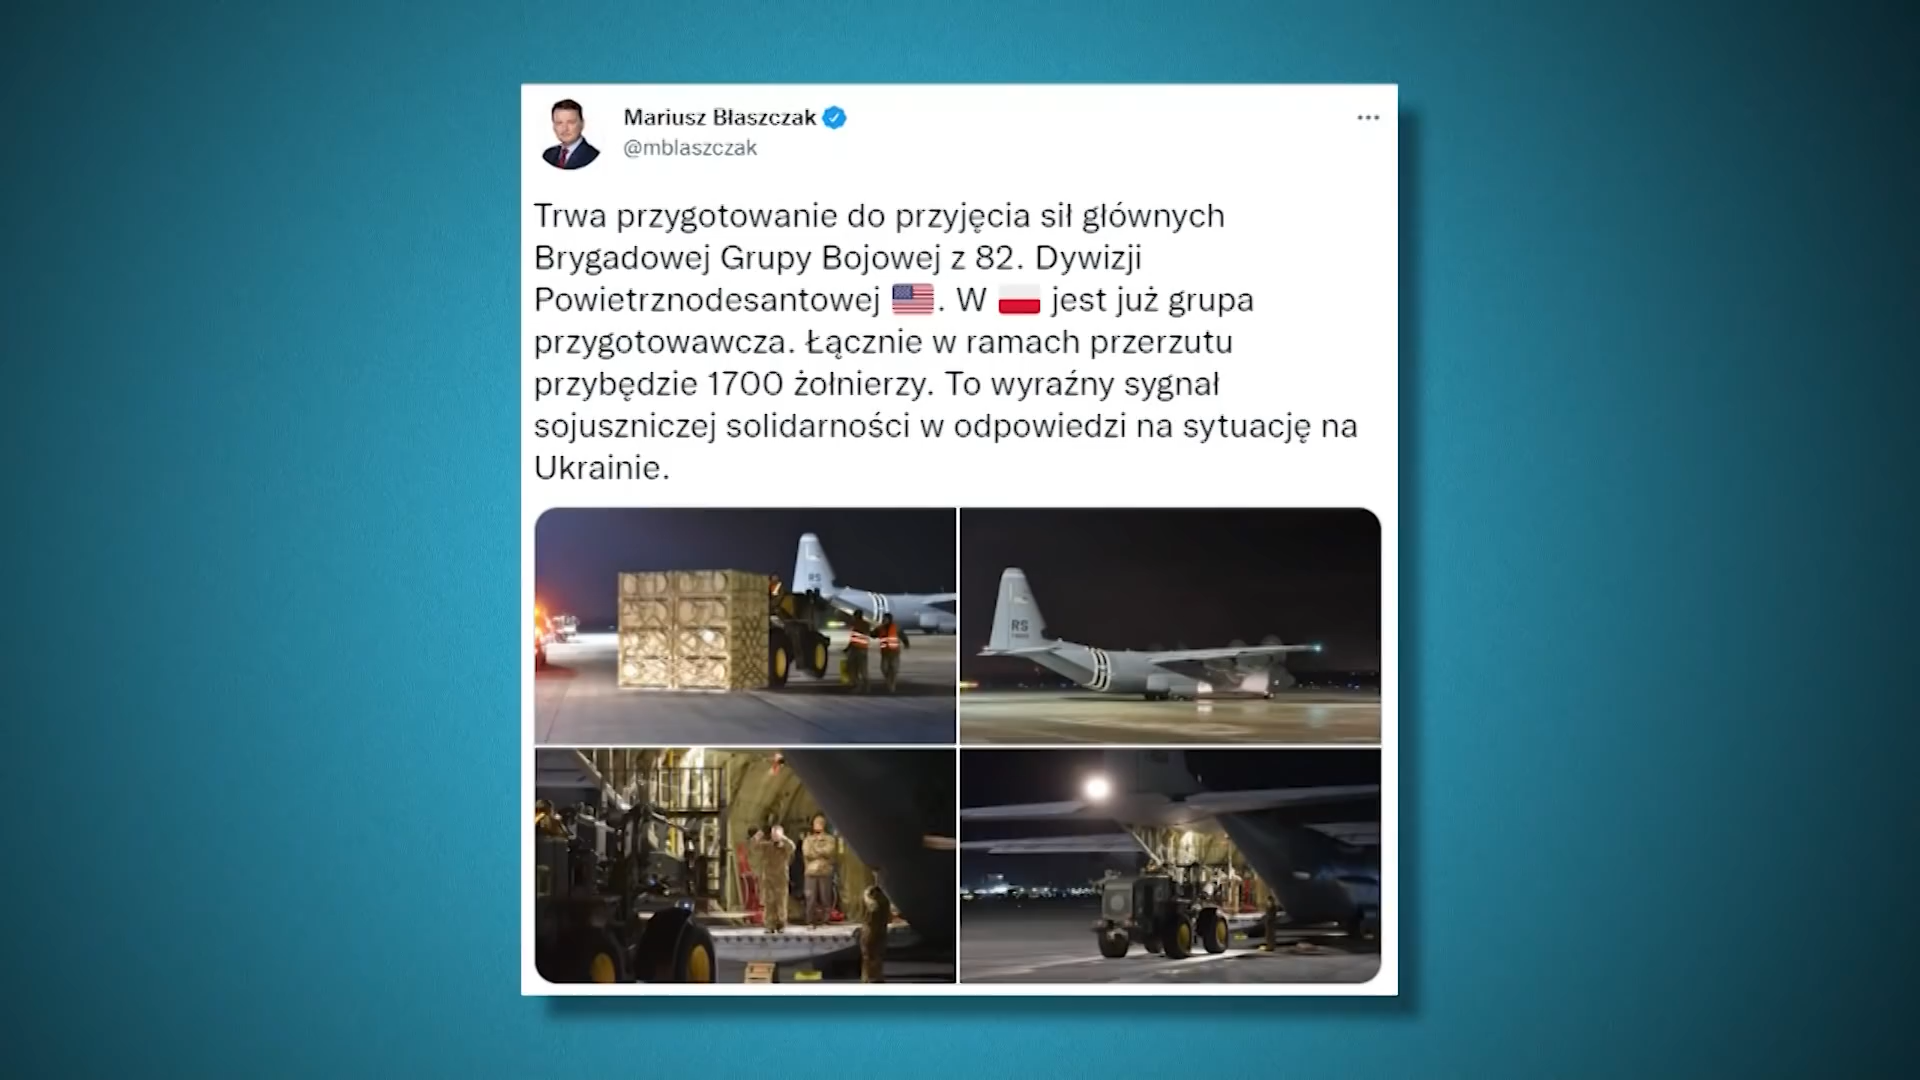 Mariusz Błaszczak
@mblaszczak
Trwa przygotowanie do przyjęcia sił głównych
Brygadowej Grupy Bojowej z 82. Dywizji
Powietrznodesantowej 🇺🇸. W 🇵🇱 jest już grupa
przygotowawcza. Łącznie w ramach przerzutu
przybędzie 1700 żołnierzy. To wyraźny sygnał
sojuszniczej solidarności w odpowiedzi na sytuację na
Ukrainie.
RS
RS